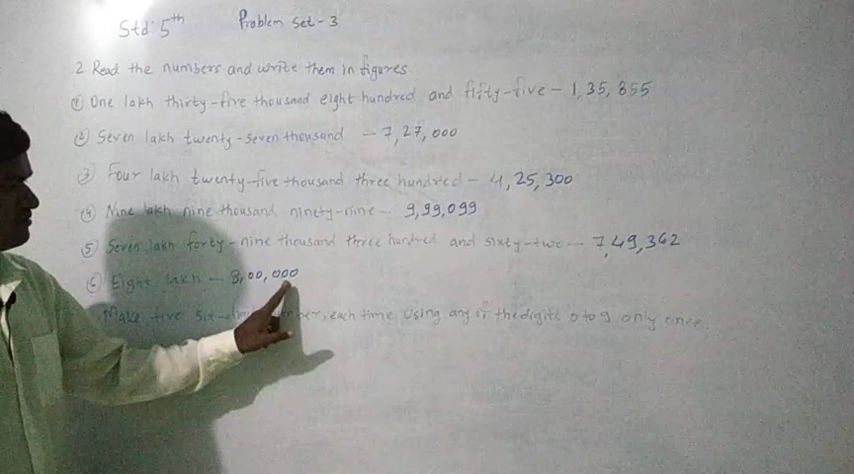 Std: 5th Problem Set - 3
2 Read the numbers and write them in figures.
① One lakh thirty-five thousand eight hundred and fifty-five – 1,35,855
② Seven lakh twenty-seven thousand – 7,27,000
③ Four lakh twenty-five thousand three hundred – 4,25,300
④ Nine lakh nine thousand ninety-nine – 9,99,099
⑤ Seven lakh forty-nine thousand three hundred and sixty-two – 7,49,362
⑥ Eight lakh – 8,00,000
Make five each time, using any of the digits 0 to 9 only once.